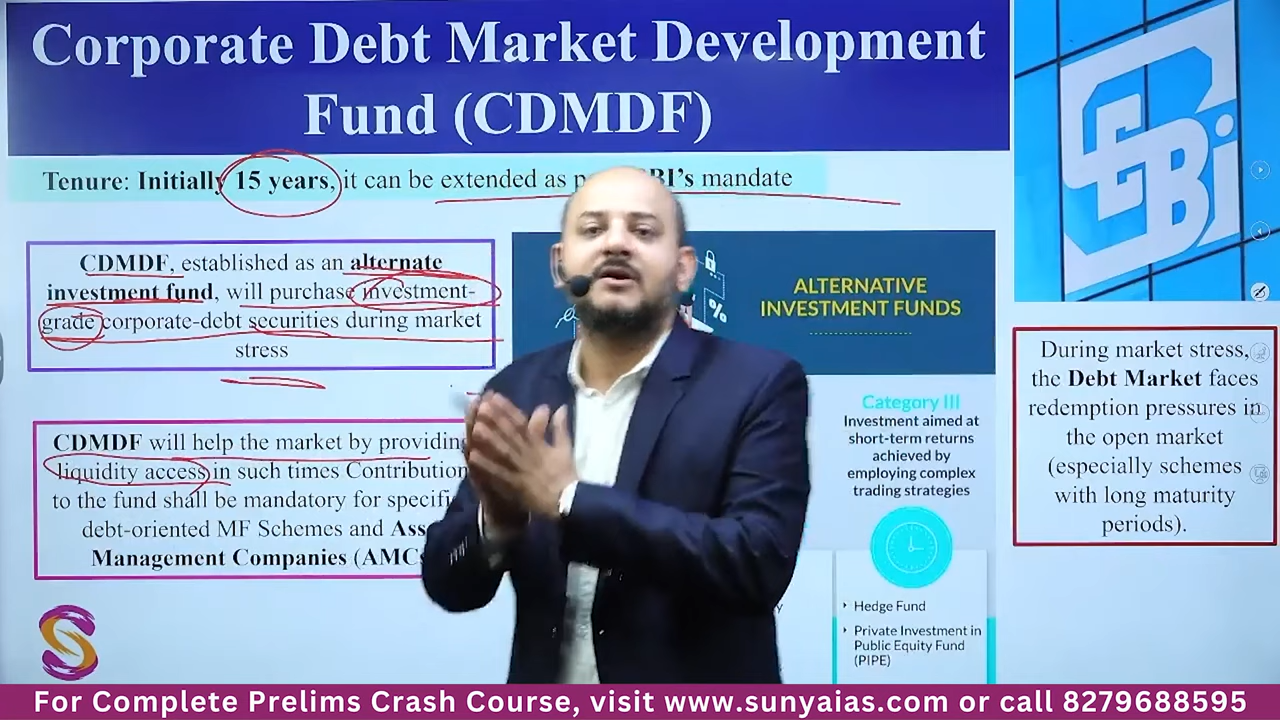 Corporate Debt Market Development
Fund (CDMDF)
Tenure: Initially 15 years, it can be extended as BI's mandate
CDMDF, established as an alternate
investment fund, will purchase investment-
grade corporate-debt securities during market
stress
CDMDF will help the market by providing
liquidity access in such times Contribution
to the fund shall be mandatory for
debt-oriented MF Schemes and
Management Companies (AMCs
ALTERNATIVE
INVESTMENT FUNDS
%
Category III
Investment aimed at
short-term returns
achieved by
employing complex
trading strategies
Hedge Fund
Private Investment in
Public Equity Fund
(PIPE)
SEBI
During market stress,
the Debt Market faces
redemption pressures in
the open market
(especially schemes
with long maturity
periods).
For Complete Prelims Crash Course, visit www.sunyaias.com or call 8279688595